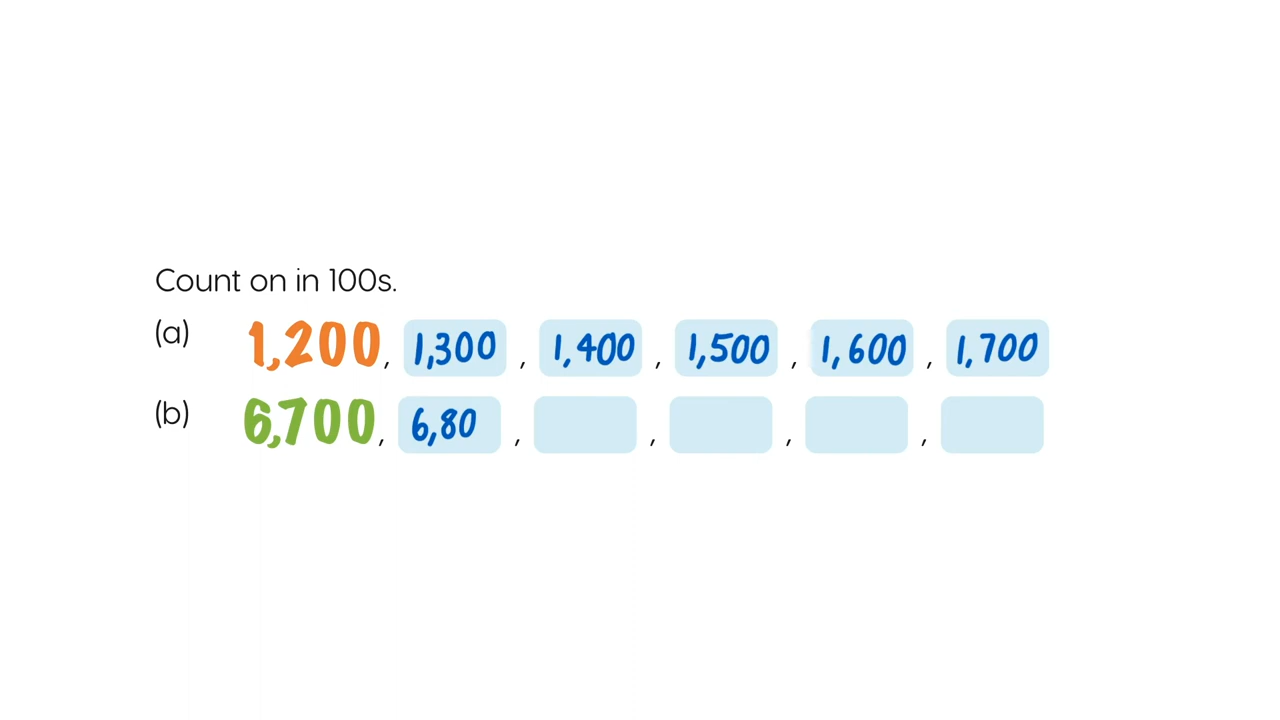 Count on in 100s.
(a) 1,200, 1,300, 1,400, 1,500, 1,600, 1,700
(b) 6,700, 6,80 , , , ,